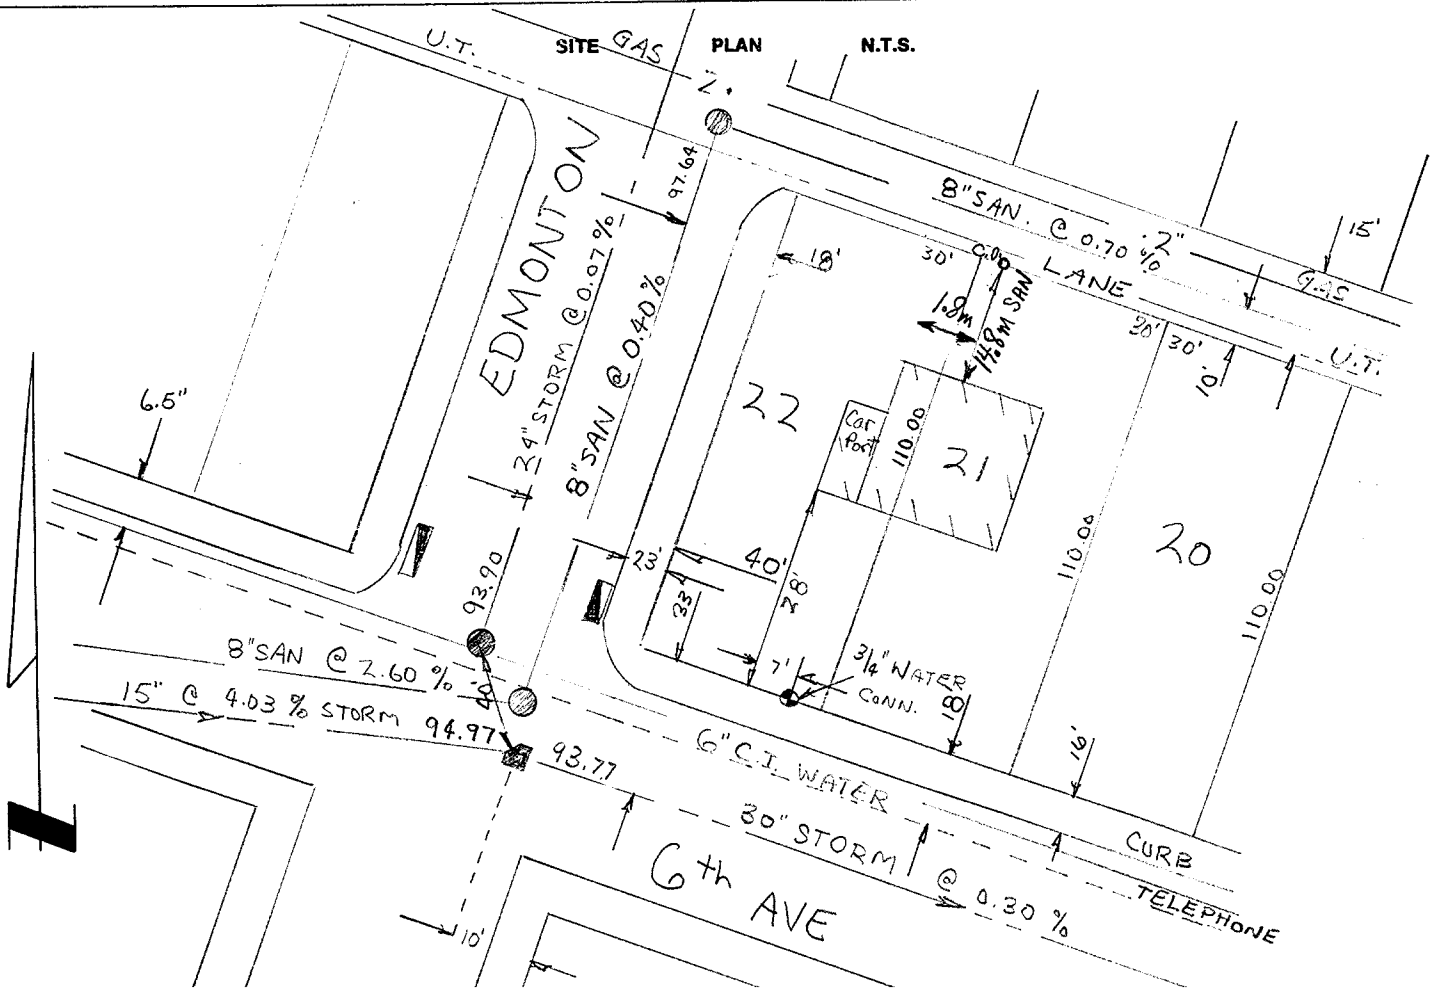 SITE PLAN N.T.S.
U.T.
GAS
2.
EDMONTON
97.64
24" STORM @ 0.07 %
8" SAN @ 0.40 %
8" SAN. @ 0.70 %
2"
15'
GAS
LANE
U.T.
18'
30'
C.O.
1.8m
14.8m SAN
30'
10'
6.5"
22
Car
Port
110.00
21
110.00
20
110.00
23'
40'
33'
28'
93.90
7'
3/4" WATER
CONN.
18'
16'
8" SAN @ 2.60 %
40'
15" @ 4.03 % STORM 94.97
93.77
6" C.I. WATER
30" STORM @ 0.30 %
CURB
TELEPHONE
6th AVE
10'